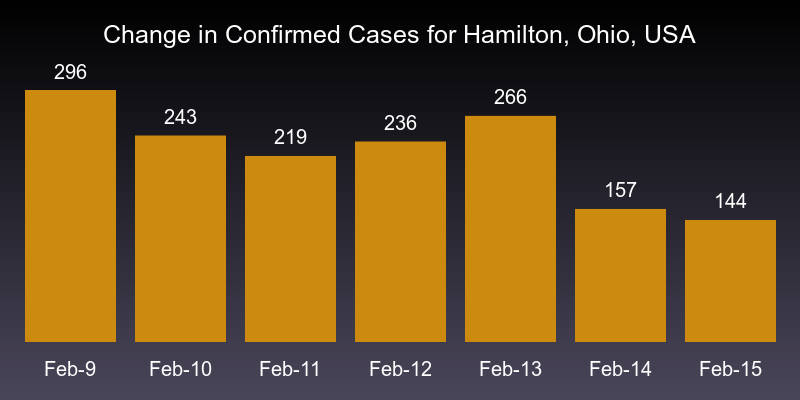 Change in Confirmed Cases for Hamilton, Ohio, USA
296
243
219
236
266
157
144
Feb-9
Feb-10
Feb-11
Feb-12
Feb-13
Feb-14
Feb-15